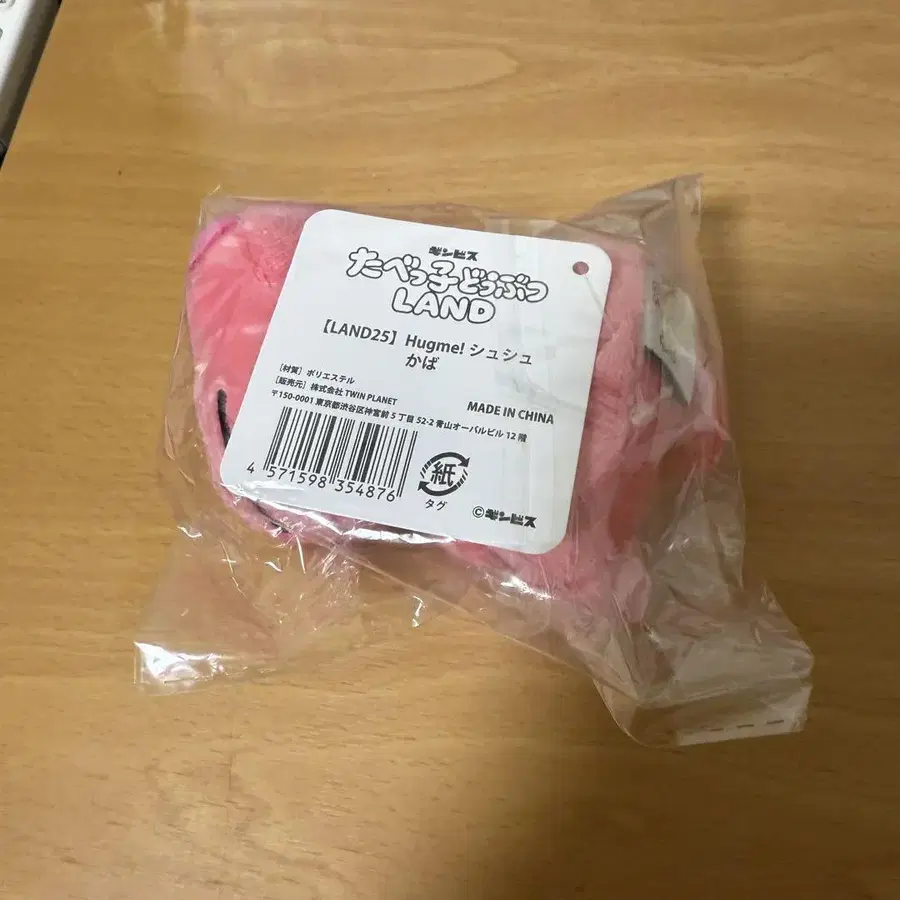 ギンビス
たべっ子どうぶつ
LAND
【LAND25】Hugme! シュシュ
かば
［材質］ポリエステル
［販売元］株式会社 TWIN PLANET
〒150-0001 東京都渋谷区神宮前 5 丁目 52-2 青山オーバルビル 12 階
MADE IN CHINA
4 571598 354876
紙
タグ
©ギンビス